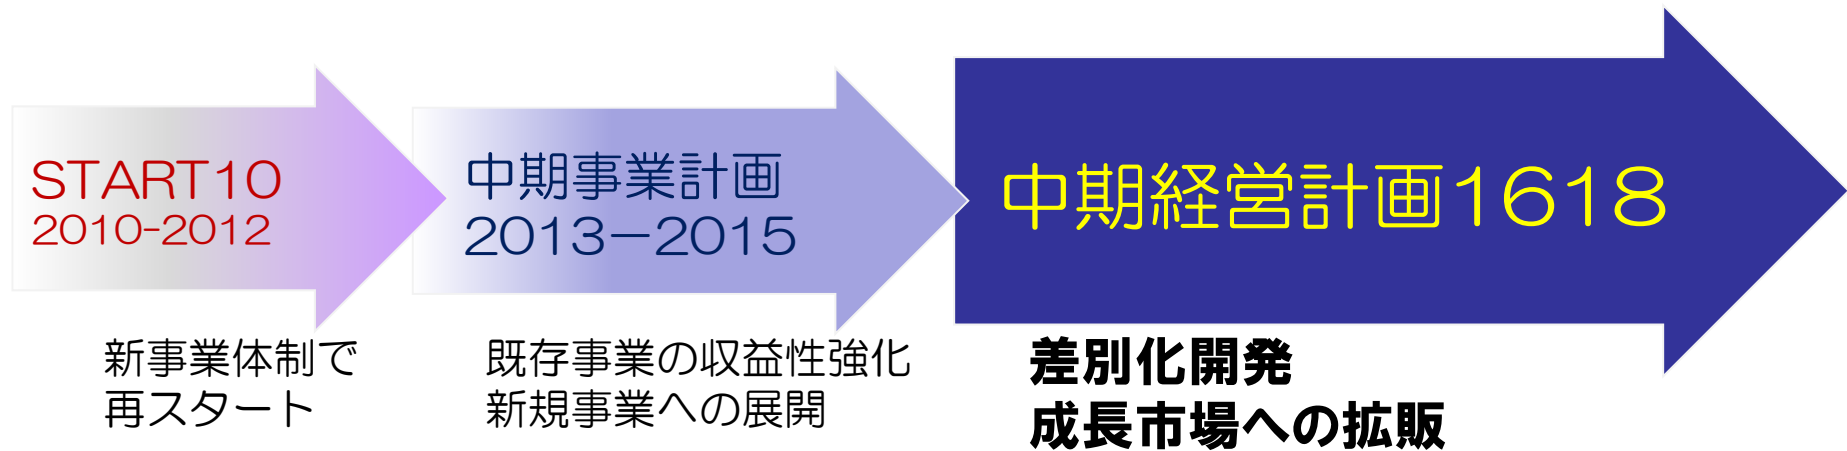 START10
2010-2012
中期事業計画
2013－2015
中期経営計画1618
新事業体制で
再スタート
既存事業の収益性強化
新規事業への展開
差別化開発
成長市場への拡販